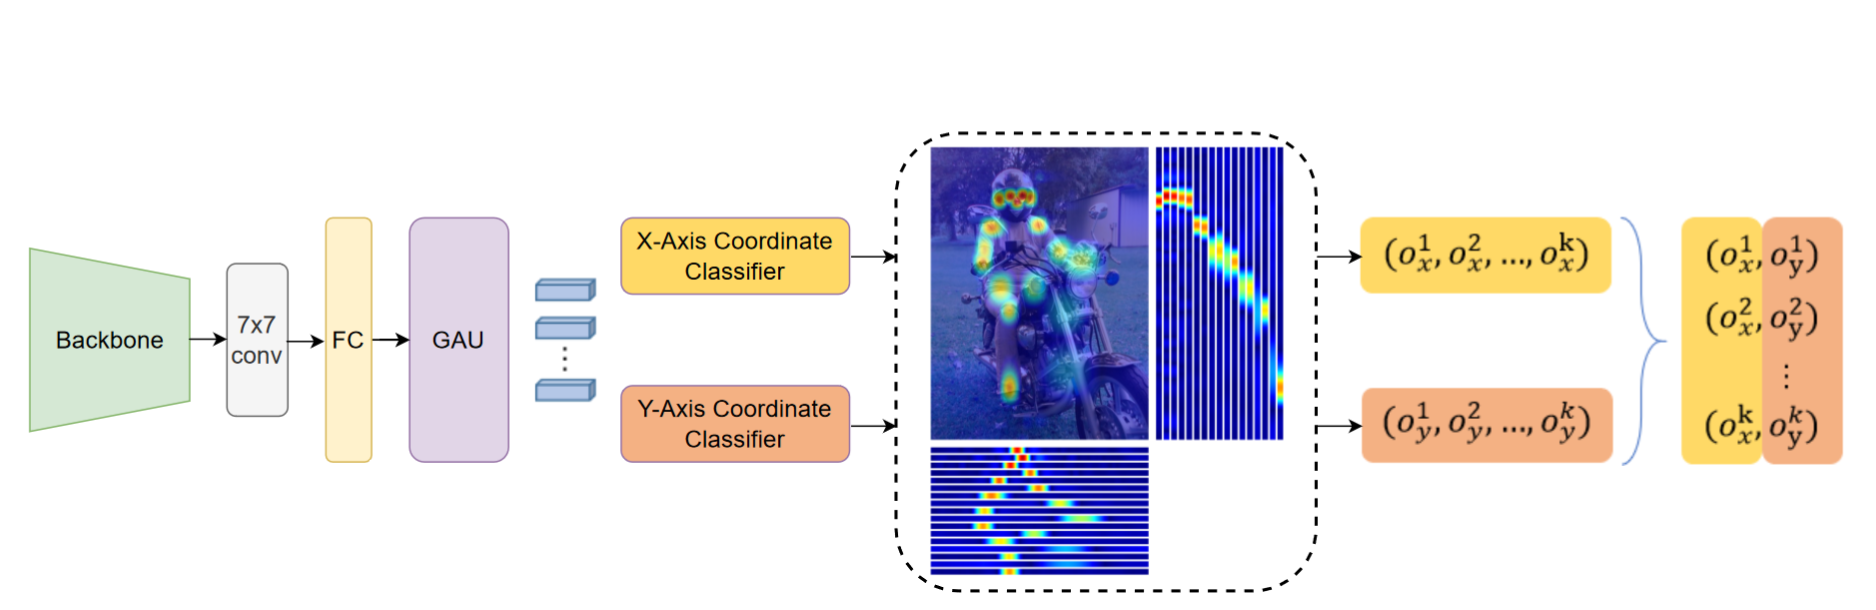 Backbone
7x7
conv
FC
GAU
X-Axis Coordinate
Classifier
Y-Axis Coordinate
Classifier
(o_x^1, o_x^2, ..., o_x^k)
(o_y^1, o_y^2, ..., o_y^k)
(o_x^1, o_y^1)
(o_x^2, o_y^2)
⋮
(o_x^k, o_y^k)